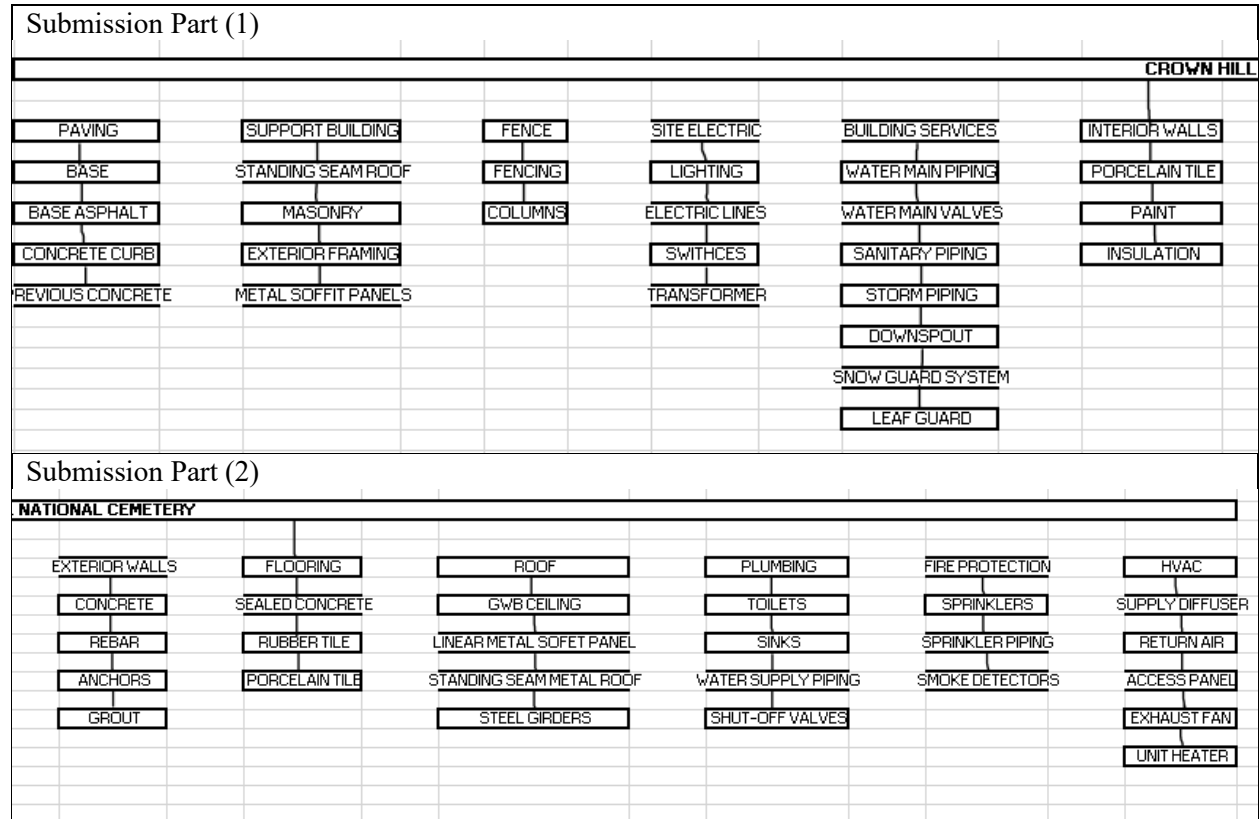 Submission Part (1)
CROWN HILL
PAVING SUPPORT BUILDING FENCE SITE ELECTRIC BUILDING SERVICES INTERIOR WALLS
BASE STANDING SEAM ROOF FENCING LIGHTING WATER MAIN PIPING PORCELAIN TILE
BASE ASPHALT MASONRY COLUMNS ELECTRIC LINES WATER MAIN VALVES PAINT
CONCRETE CURB EXTERIOR FRAMING SWITHCES SANITARY PIPING INSULATION
PREVIOUS CONCRETE METAL SOFFIT PANELS TRANSFORMER STORM PIPING
DOWNSPOUT
SNOW GUARD SYSTEM
LEAF GUARD
Submission Part (2)
NATIONAL CEMETERY
EXTERIOR WALLS FLOORING ROOF PLUMBING FIRE PROTECTION HVAC
CONCRETE SEALED CONCRETE GWB CEILING TOILETS SPRINKLERS SUPPLY DIFFUSER
REBAR RUBBER TILE LINEAR METAL SOFET PANEL SINKS SPRINKLER PIPING RETURN AIR
ANCHORS PORCELAIN TILE STANDING SEAM METAL ROOF WATER SUPPLY PIPING SMOKE DETECTORS ACCESS PANEL
GROUT STEEL GIRDERS SHUT-OFF VALVES EXHAUST FAN
UNIT HEATER